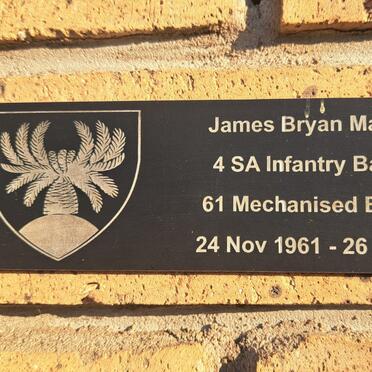 James Bryan Ma
4 SA Infantry Ba
61 Mechanised B
24 Nov 1961 - 26